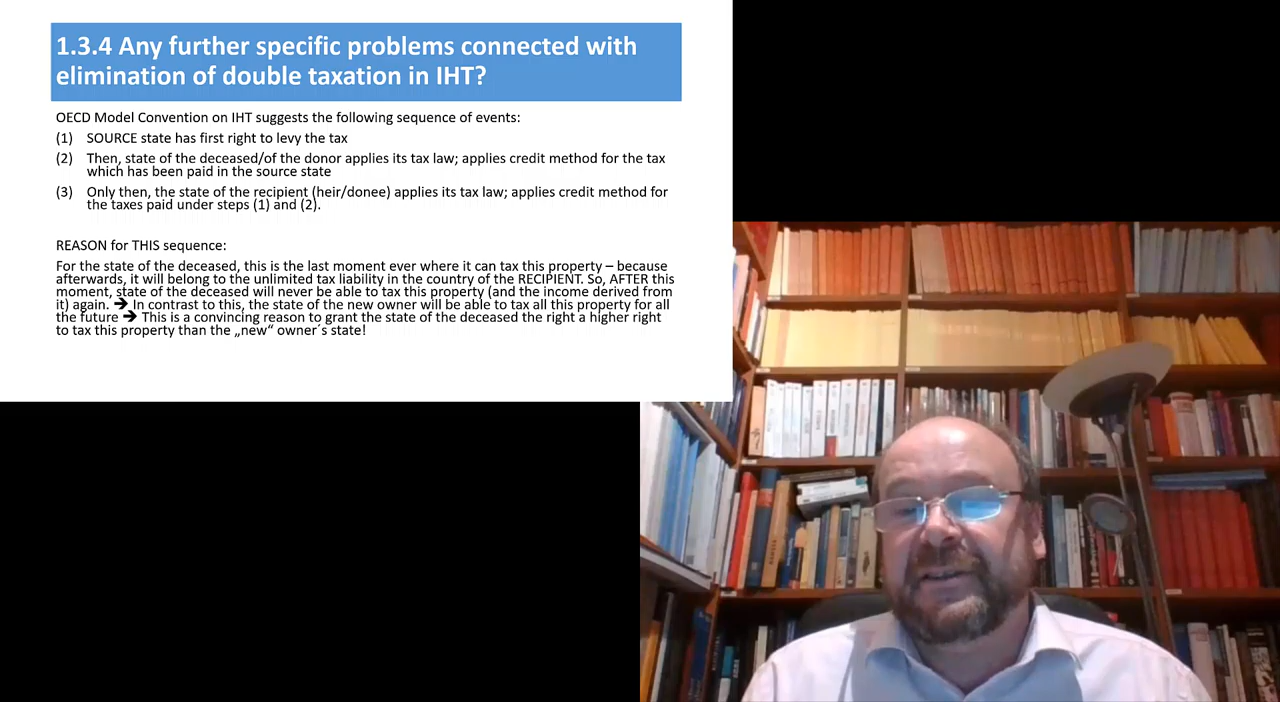 1.3.4 Any further specific problems connected with
elimination of double taxation in IHT?
OECD Model Convention on IHT suggests the following sequence of events:
(1) SOURCE state has first right to levy the tax
(2) Then, state of the deceased/of the donor applies its tax law; applies credit method for the tax
which has been paid in the source state
(3) Only then, the state of the recipient (heir/donee) applies its tax law; applies credit method for
the taxes paid under steps (1) and (2).
REASON for THIS sequence:
For the state of the deceased, this is the last moment ever where it can tax this property – because
afterwards, it will belong to the unlimited tax liability in the country of the RECIPIENT. So, AFTER this
moment, state of the deceased will never be able to tax this property (and the income derived from
it) again. ➔ In contrast to this, the state of the new owner will be able to tax all this property for all
the future ➔ This is a convincing reason to grant the state of the deceased the right a higher right
to tax this property than the „new“ owner´s state!